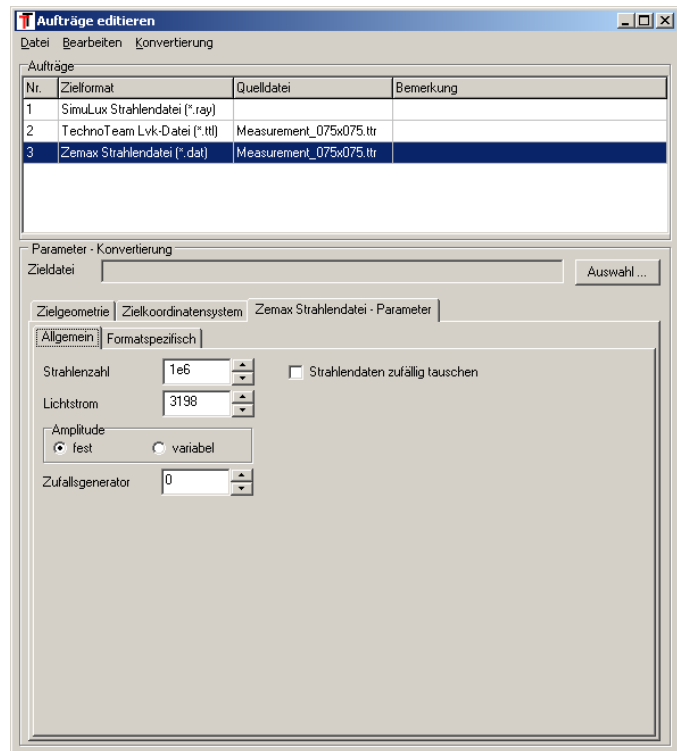 Aufträge editieren
Datei Bearbeiten Konvertierung
Aufträge
Nr. Zielformat Quelldatei Bemerkung
1 SimuLux Strahlendatei (*.ray)
2 TechnoTeam Lvk-Datei (*.ttl) Measurement_075x075.ttr
3 Zemax Strahlendatei (*.dat) Measurement_075x075.ttr
Parameter - Konvertierung
Zieldatei Auswahl ...
Zielgeometrie Zielkoordinatensystem Zemax Strahlendatei - Parameter
Allgemein Formatspezifisch
Strahlenzahl 1e6 Strahlendaten zufällig tauschen
Lichtstrom 3198
Amplitude
fest variabel
Zufallsgenerator 0